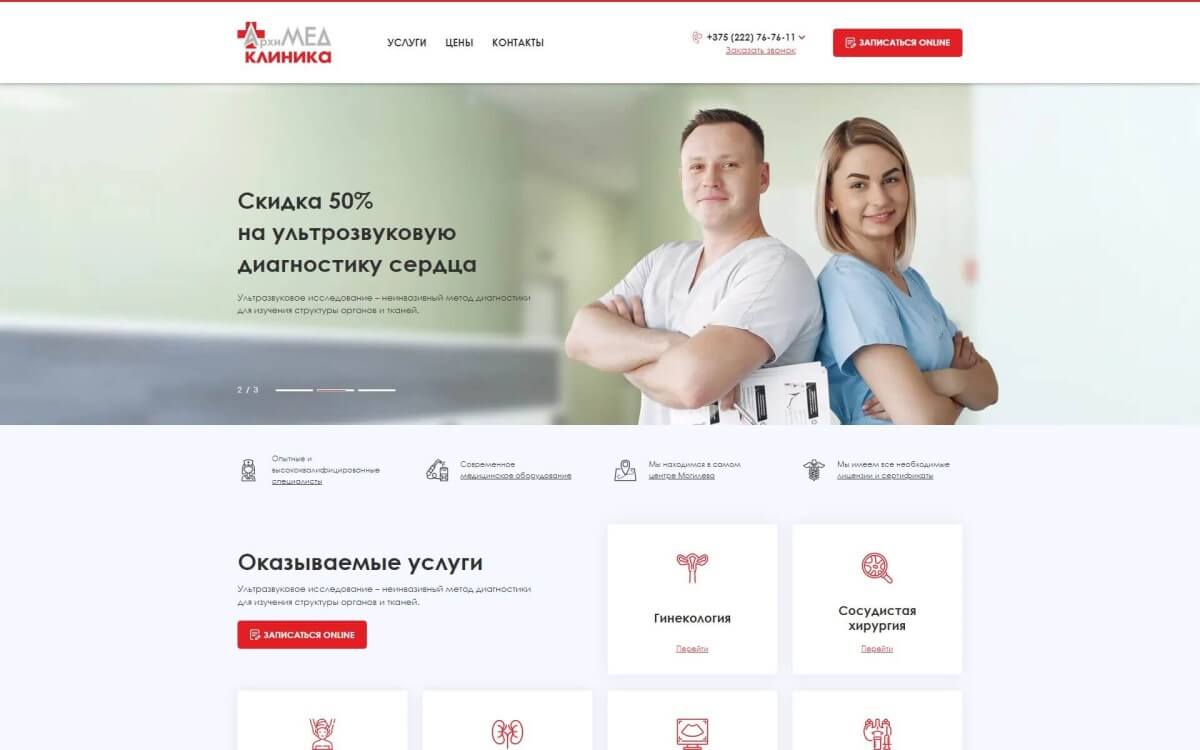 АрхиМЕД
клиника
УСЛУГИ
ЦЕНЫ
КОНТАКТЫ
+375 (222) 76-76-11
Заказать звонок
ЗАПИСАТЬСЯ ONLINE
Скидка 50%
на ультрозвуковую
диагностику сердца
Ультразвуковое исследование – неинвазивный метод диагностики
для изучения структуры органов и тканей.
2 / 3
Опытные и
высококвалифицированные
специалисты
Современное
медицинское оборудование
Мы находимся в самом
центре Могилева
Мы имеем все необходимые
лицензии и сертификаты
Оказываемые услуги
Ультразвуковое исследование – неинвазивный метод диагностики
для изучения структуры органов и тканей.
ЗАПИСАТЬСЯ ONLINE
Гинекология
Перейти
Сосудистая
хирургия
Перейти